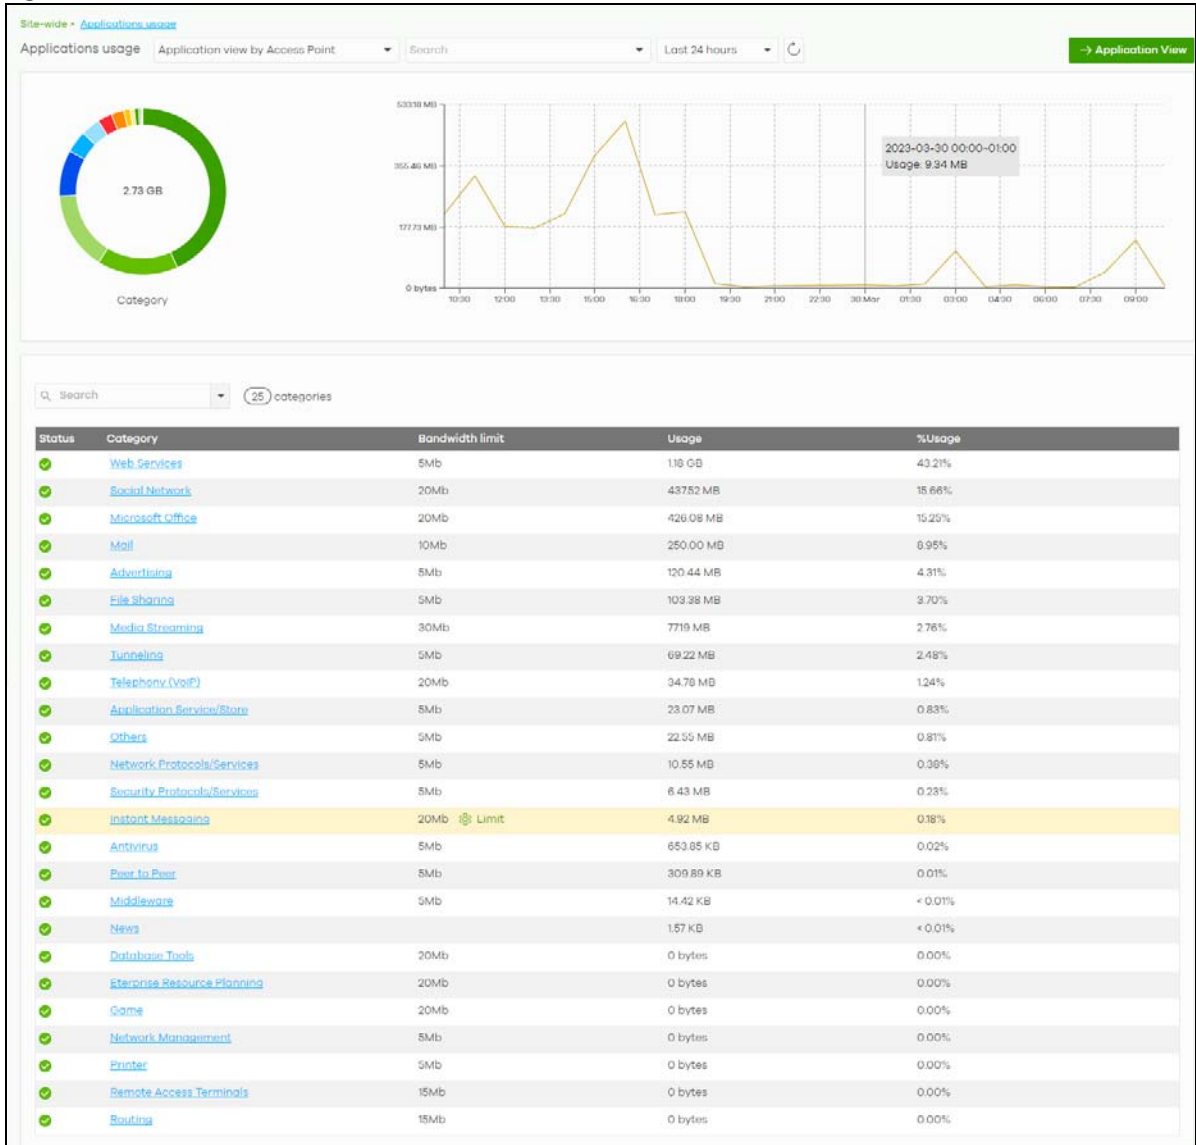 Site-wide ▸ Applications usage
Applications usage Application view by Access Point Search Last 24 hours → Application View
533.18 MB
355.46 MB
177.73 MB
0 bytes
2023-03-30 00:00-01:00
Usage: 9.34 MB
2.73 GB
10:30 12:00 13:30 15:00 16:30 18:00 19:30 21:00 22:30 30.Mar 01:30 03:00 04:30 06:00 07:30 09:00
Category
Search 25 categories
Status Category Bandwidth limit Usage %Usage
Web Services 5Mb 1.18 GB 43.21%
Social Network 20Mb 437.52 MB 15.66%
Microsoft Office 20Mb 426.08 MB 15.25%
Mail 10Mb 250.00 MB 8.95%
Advertising 5Mb 120.44 MB 4.31%
File Sharing 5Mb 103.38 MB 3.70%
Media Streaming 30Mb 77.19 MB 2.76%
Tunneling 5Mb 69.22 MB 2.48%
Telephony (VoIP) 20Mb 34.78 MB 1.24%
Application Service/Store 5Mb 23.07 MB 0.83%
Others 5Mb 22.55 MB 0.81%
Network Protocols/Services 5Mb 10.55 MB 0.38%
Security Protocols/Services 5Mb 6.43 MB 0.23%
Instant Messaging 20Mb Limit 4.92 MB 0.18%
Antivirus 5Mb 653.85 KB 0.02%
Peer to Peer 5Mb 309.89 KB 0.01%
Middleware 5Mb 14.42 KB < 0.01%
News 1.57 KB < 0.01%
Database Tools 20Mb 0 bytes 0.00%
Eterprise Resource Planning 20Mb 0 bytes 0.00%
Game 20Mb 0 bytes 0.00%
Network Management 5Mb 0 bytes 0.00%
Printer 5Mb 0 bytes 0.00%
Remote Access Terminals 15Mb 0 bytes 0.00%
Routing 15Mb 0 bytes 0.00%